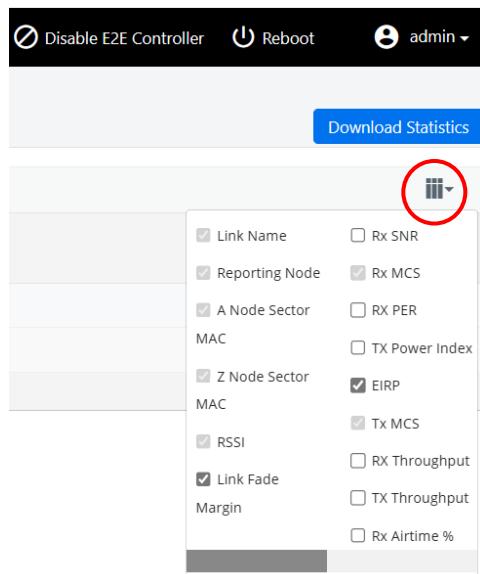 Disable E2E Controller Reboot admin
Download Statistics
Link Name
Reporting Node
A Node Sector
MAC
Z Node Sector
MAC
RSSI
Link Fade
Margin
Rx SNR
Rx MCS
RX PER
TX Power Index
EIRP
Tx MCS
RX Throughput
TX Throughput
Rx Airtime %